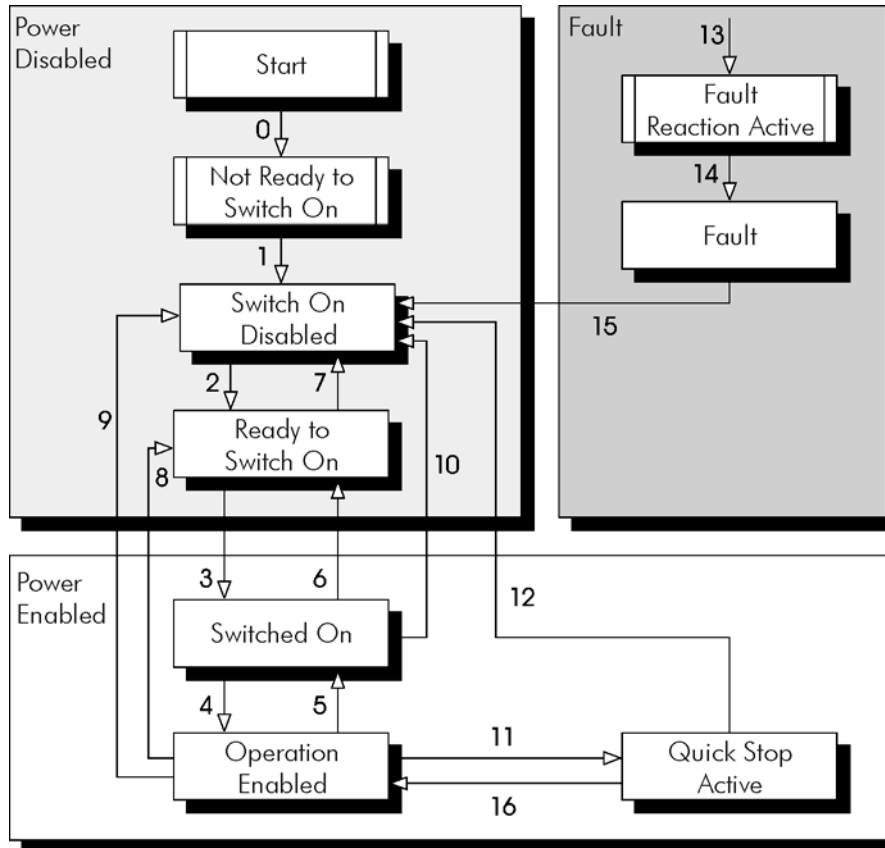 Power
Disabled
Start
0
Not Ready to
Switch On
1
Switch On
Disabled
2
7
9
Ready to
Switch On
8
10
Fault
13
Fault
Reaction Active
14
Fault
15
Power
Enabled
3
6
12
Switched On
4
5
Operation
Enabled
11
16
Quick Stop
Active